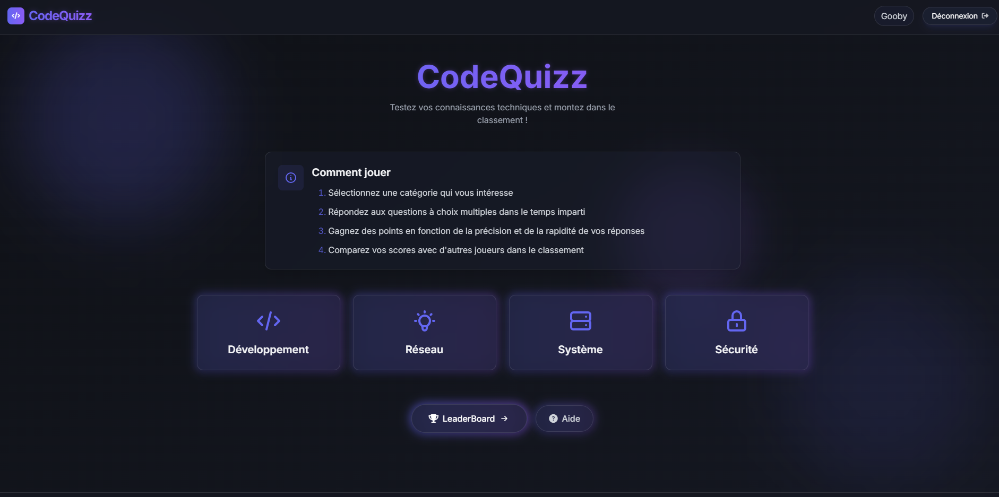 CodeQuizz
Gooby
Déconnexion
CodeQuizz
Testez vos connaissances techniques et montez dans le
classement !
Comment jouer
1. Sélectionnez une catégorie qui vous intéresse
2. Répondez aux questions à choix multiples dans le temps imparti
3. Gagnez des points en fonction de la précision et de la rapidité de vos réponses
4. Comparez vos scores avec d'autres joueurs dans le classement
Développement
Réseau
Système
Sécurité
LeaderBoard →
Aide